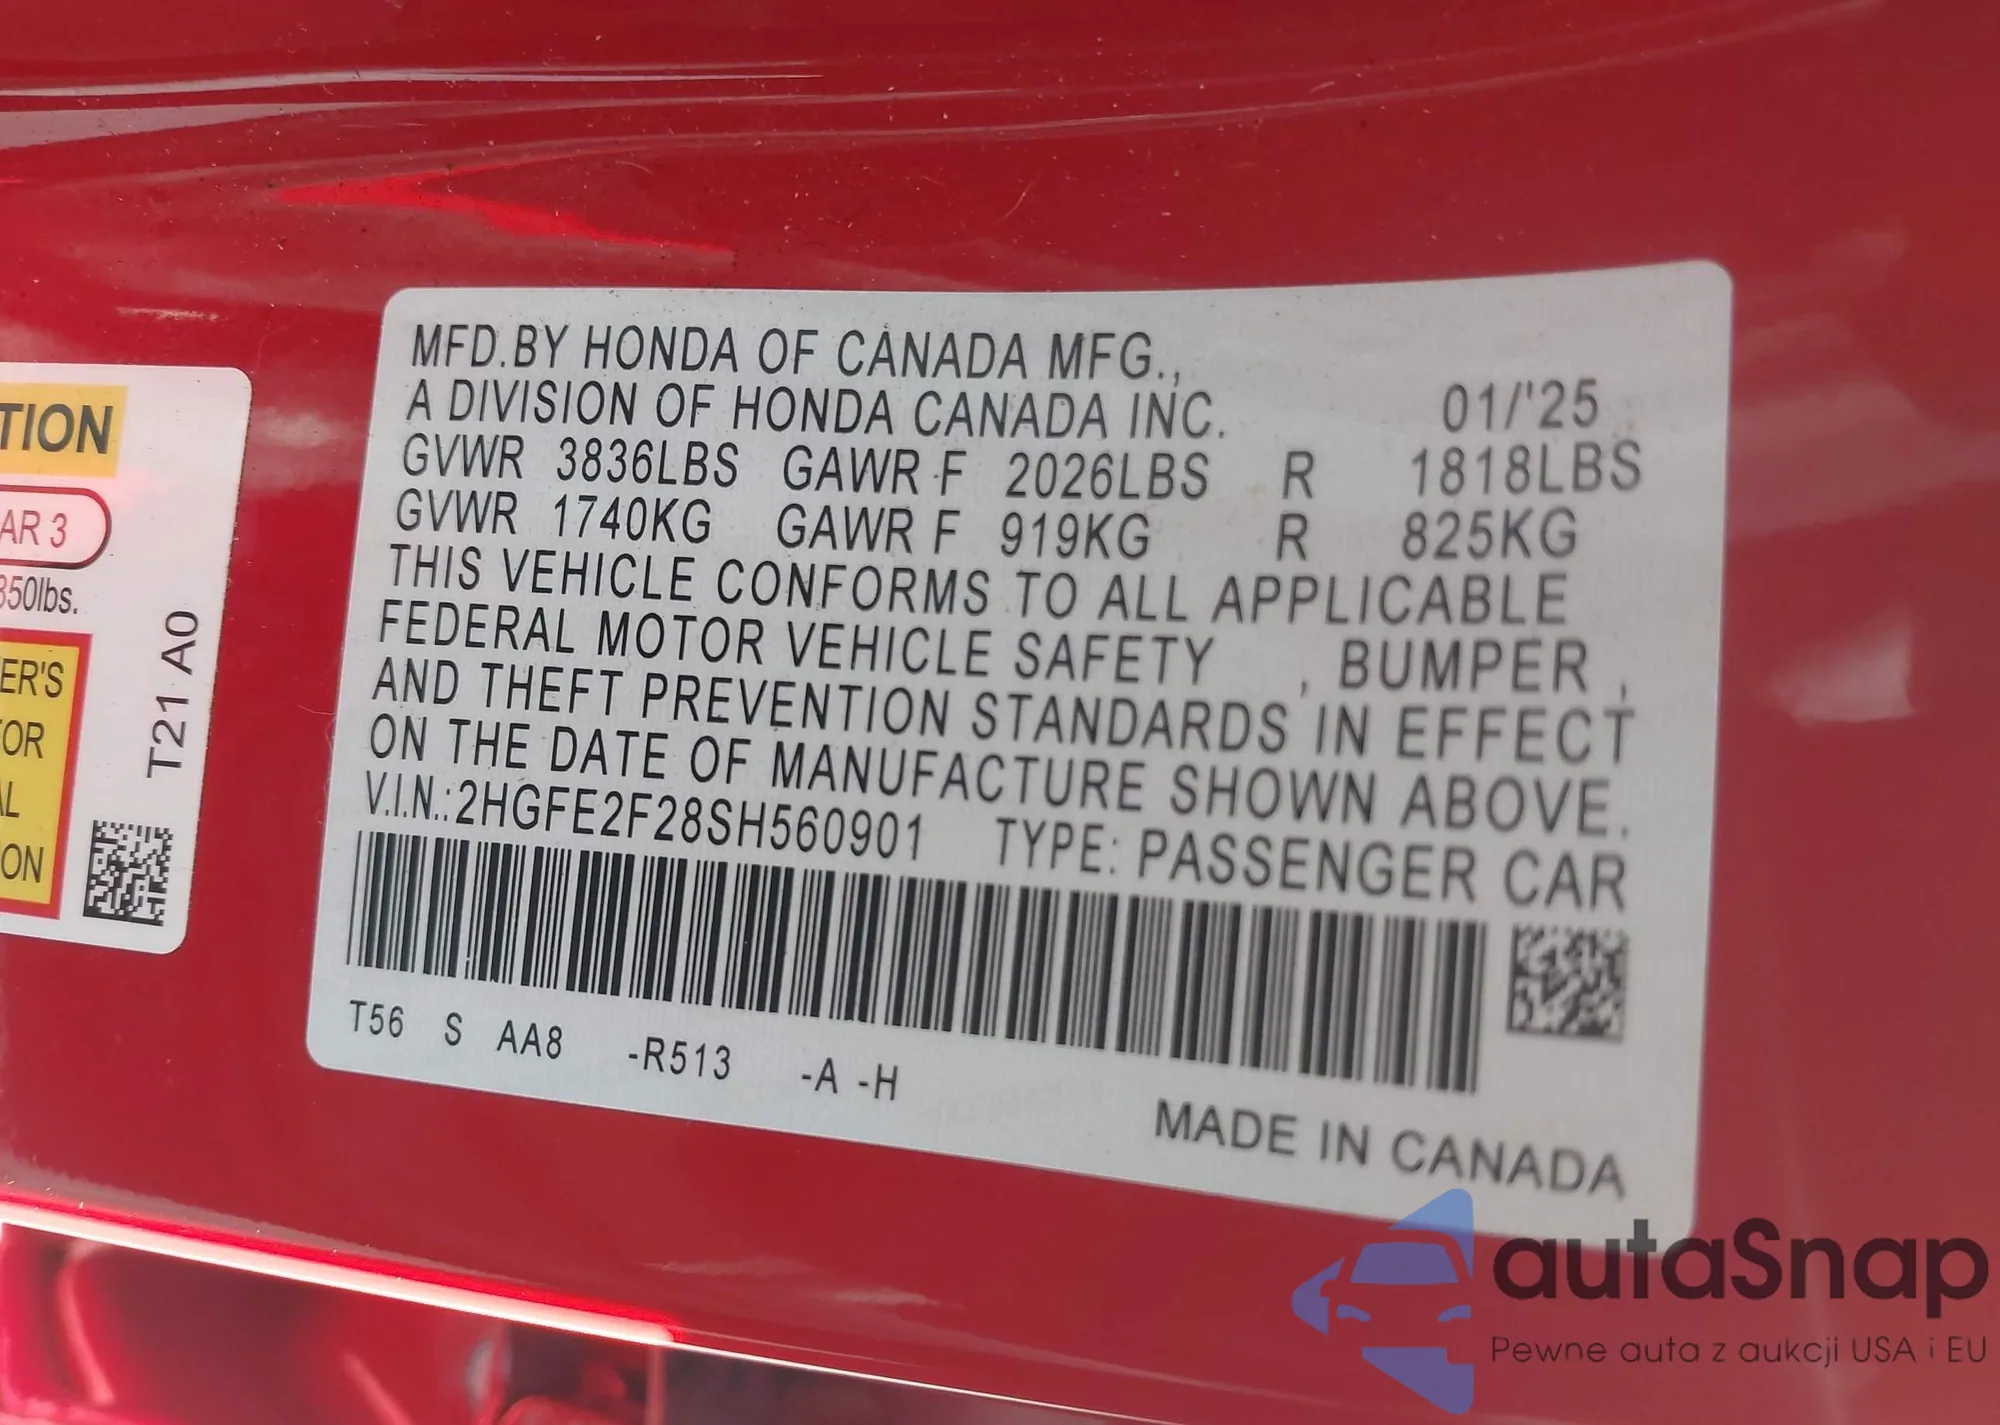 MFD.BY HONDA OF CANADA MFG.,
A DIVISION OF HONDA CANADA INC. 01/'25
GVWR 3836LBS GAWR F 2026LBS R 1818LBS
GVWR 1740KG GAWR F 919KG R 825KG
THIS VEHICLE CONFORMS TO ALL APPLICABLE
FEDERAL MOTOR VEHICLE SAFETY , BUMPER ,
AND THEFT PREVENTION STANDARDS IN EFFECT
ON THE DATE OF MANUFACTURE SHOWN ABOVE.
V.I.N.:2HGFE2F28SH560901 TYPE: PASSENGER CAR
T56 S AA8 -R513 -A -H
MADE IN CANADA
TION
AR 3
350lbs.
ER'S
FOR
AL
ON
T21 A0
autaSnap
Pewne auta z aukcji USA i EU